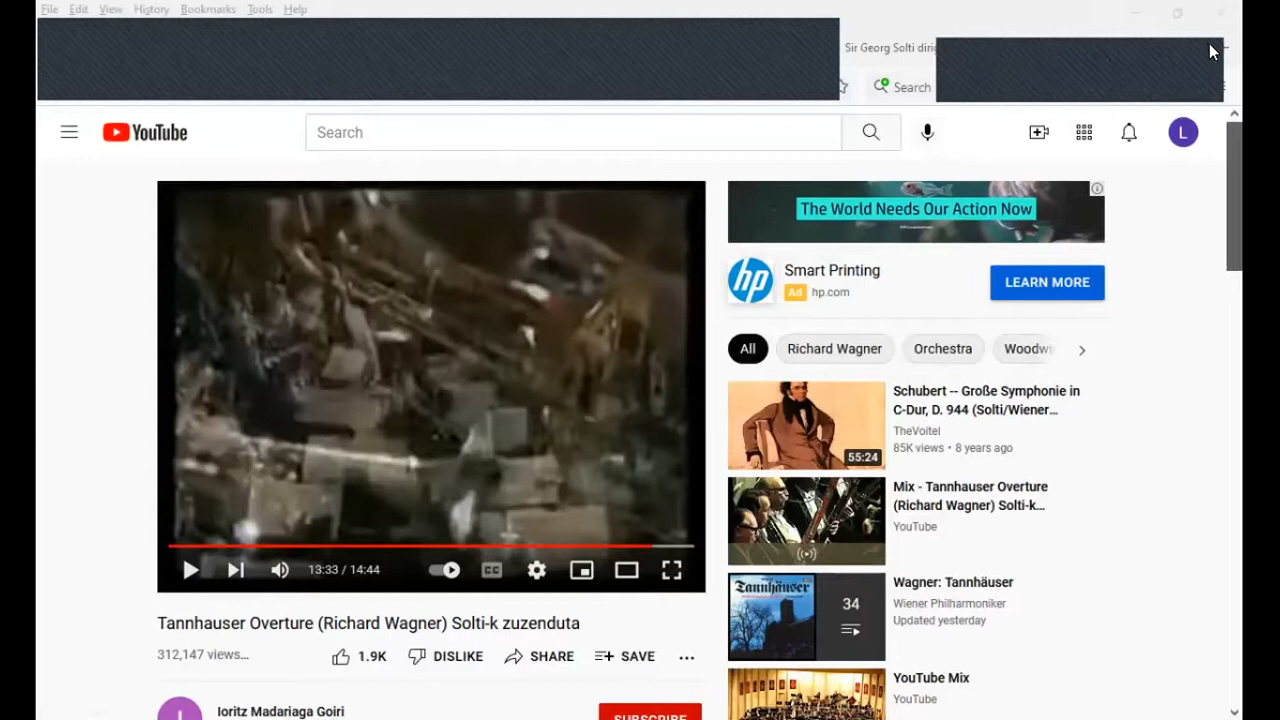 File Edit View History Bookmarks Tools Help
Sir Georg Solti diri
Search
YouTube
Search
L
The World Needs Our Action Now
hp
Smart Printing
Ad hp.com
LEARN MORE
All
Richard Wagner
Orchestra
Woodwi
Schubert -- Große Symphonie in
C-Dur, D. 944 (Solti/Wiener...
TheVoitel
85K views • 8 years ago
55:24
Mix - Tannhauser Overture
(Richard Wagner) Solti-k...
YouTube
Tannhäuser
34
Wagner: Tannhäuser
Wiener Philharmoniker
Updated yesterday
YouTube Mix
YouTube
CC
13:33 / 14:44
Tannhauser Overture (Richard Wagner) Solti-k zuzenduta
312,147 views...
1.9K
DISLIKE
SHARE
SAVE
Ioritz Madariaga Goiri
SUBSCRIBE